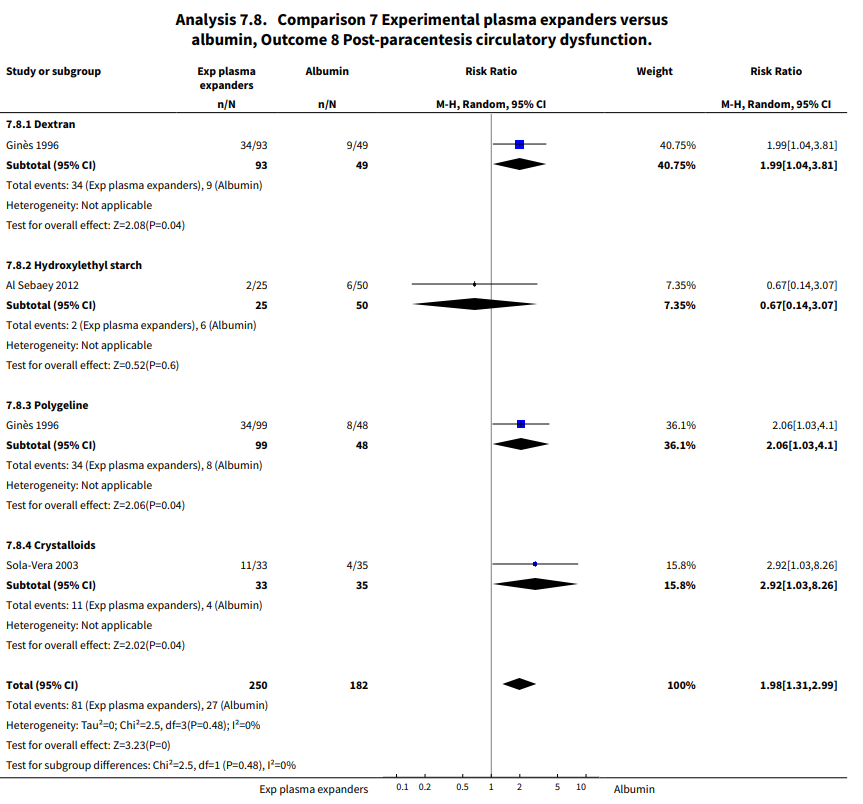 Analysis 7.8. Comparison 7 Experimental plasma expanders versus
albumin, Outcome 8 Post-paracentesis circulatory dysfunction.
Study or subgroup Exp plasma expanders Albumin Risk Ratio Weight Risk Ratio
n/N n/N M-H, Random, 95% CI M-H, Random, 95% CI
7.8.1 Dextran
Ginès 1996 34/93 9/49 40.75% 1.99[1.04,3.81]
Subtotal (95% CI) 93 49 40.75% 1.99[1.04,3.81]
Total events: 34 (Exp plasma expanders), 9 (Albumin)
Heterogeneity: Not applicable
Test for overall effect: Z=2.08(P=0.04)
7.8.2 Hydroxylethyl starch
Al Sebaey 2012 2/25 6/50 7.35% 0.67[0.14,3.07]
Subtotal (95% CI) 25 50 7.35% 0.67[0.14,3.07]
Total events: 2 (Exp plasma expanders), 6 (Albumin)
Heterogeneity: Not applicable
Test for overall effect: Z=0.52(P=0.6)
7.8.3 Polygeline
Ginès 1996 34/99 8/48 36.1% 2.06[1.03,4.1]
Subtotal (95% CI) 99 48 36.1% 2.06[1.03,4.1]
Total events: 34 (Exp plasma expanders), 8 (Albumin)
Heterogeneity: Not applicable
Test for overall effect: Z=2.06(P=0.04)
7.8.4 Crystalloids
Sola-Vera 2003 11/33 4/35 15.8% 2.92[1.03,8.26]
Subtotal (95% CI) 33 35 15.8% 2.92[1.03,8.26]
Total events: 11 (Exp plasma expanders), 4 (Albumin)
Heterogeneity: Not applicable
Test for overall effect: Z=2.02(P=0.04)
Total (95% CI) 250 182 100% 1.98[1.31,2.99]
Total events: 81 (Exp plasma expanders), 27 (Albumin)
Heterogeneity: Tau²=0; Chi²=2.5, df=3(P=0.48); I²=0%
Test for overall effect: Z=3.23(P=0)
Test for subgroup differences: Chi²=2.5, df=1 (P=0.48), I²=0%
Exp plasma expanders 0.1 0.2 0.5 1 2 5 10 Albumin